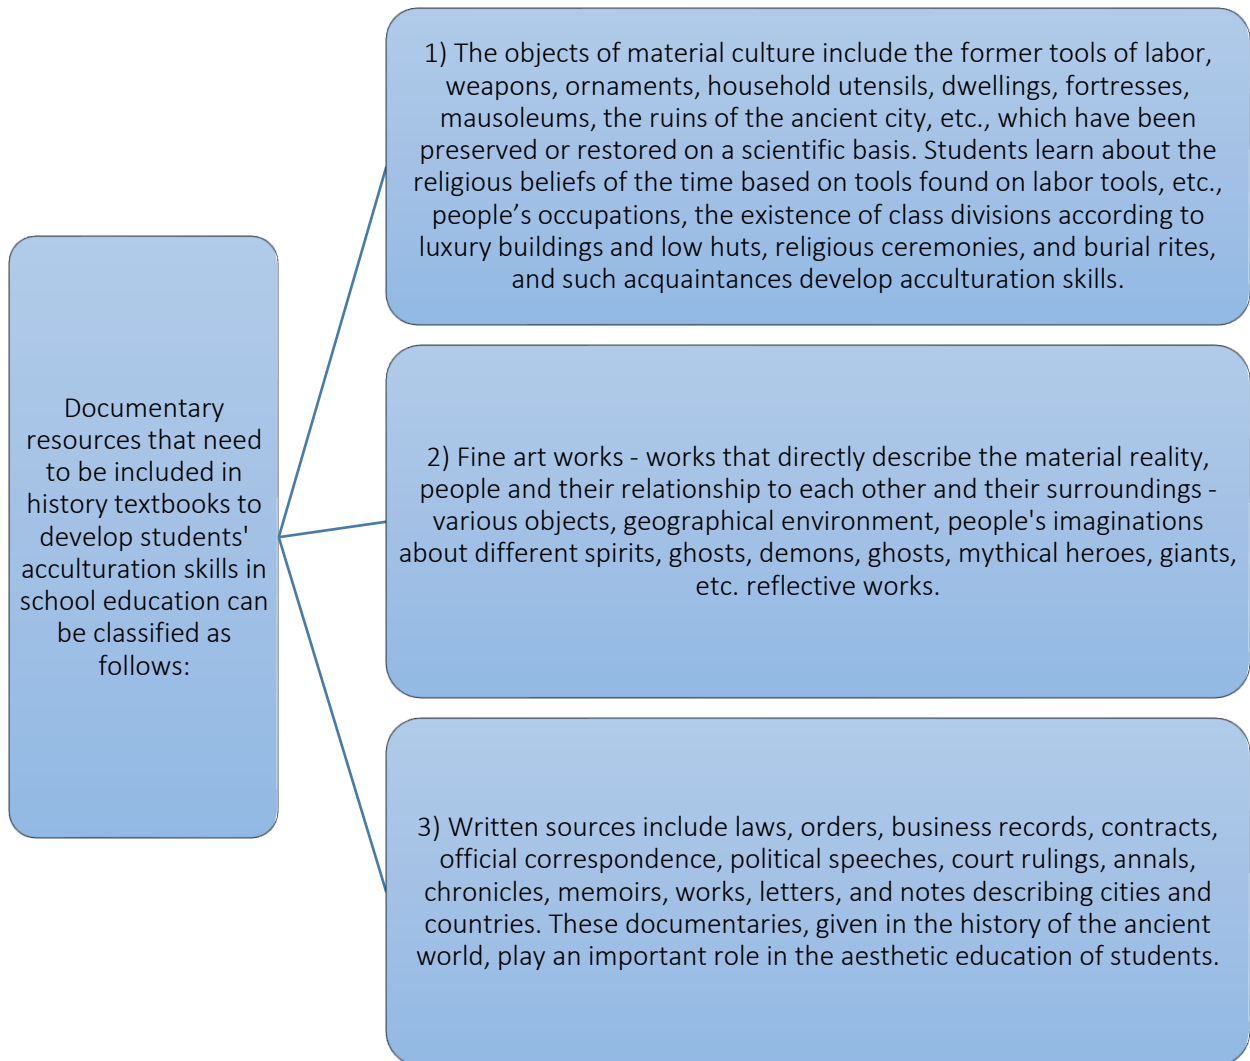 Documentary
resources that need
to be included in
history textbooks to
develop students'
acculturation skills in
school education can
be classified as
follows:
1) The objects of material culture include the former tools of labor,
weapons, ornaments, household utensils, dwellings, fortresses,
mausoleums, the ruins of the ancient city, etc., which have been
preserved or restored on a scientific basis. Students learn about the
religious beliefs of the time based on tools found on labor tools, etc.,
people’s occupations, the existence of class divisions according to
luxury buildings and low huts, religious ceremonies, and burial rites,
and such acquaintances develop acculturation skills.
2) Fine art works - works that directly describe the material reality,
people and their relationship to each other and their surroundings -
various objects, geographical environment, people's imaginations
about different spirits, ghosts, demons, ghosts, mythical heroes, giants,
etc. reflective works.
3) Written sources include laws, orders, business records, contracts,
official correspondence, political speeches, court rulings, annals,
chronicles, memoirs, works, letters, and notes describing cities and
countries. These documentaries, given in the history of the ancient
world, play an important role in the aesthetic education of students.